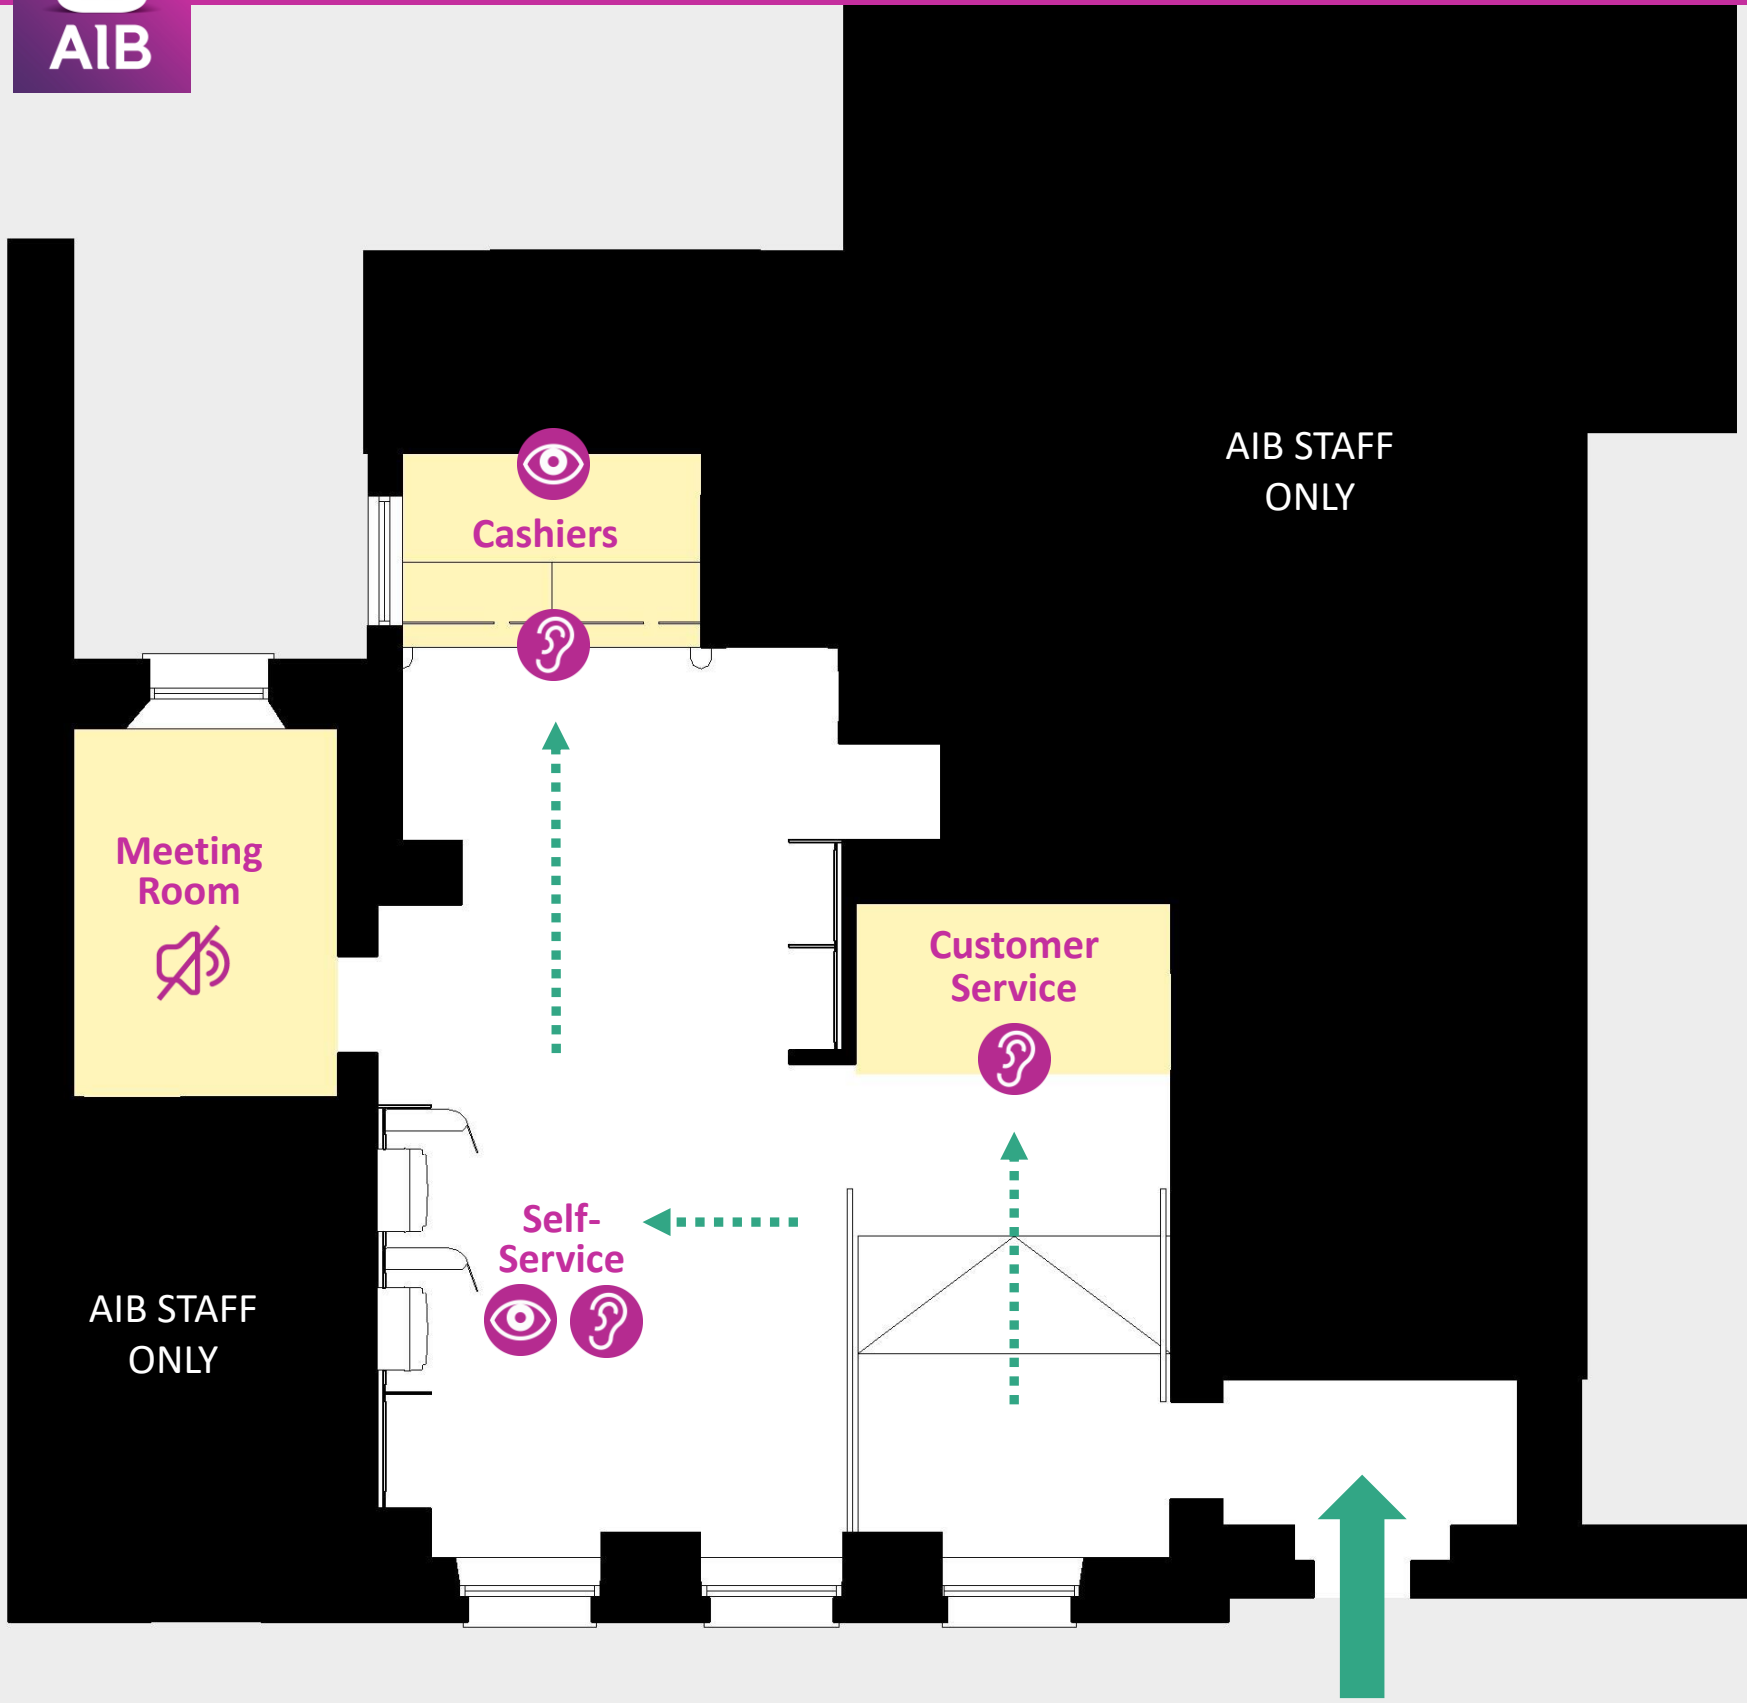 AIB
AIB STAFF
ONLY
Cashiers
Meeting
Room
Customer
Service
Self-
Service
AIB STAFF
ONLY